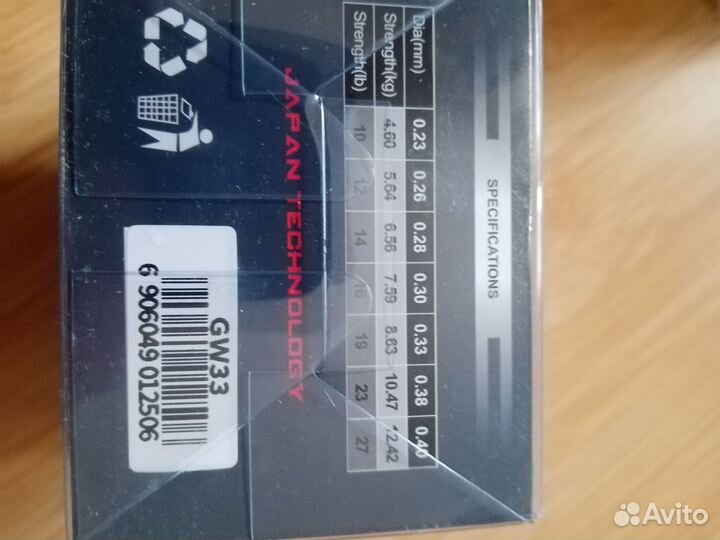 SPECIFICATIONS
Dia(mm) 0.23 0.26 0.28 0.30 0.33 0.38 0.40
Strength(kg) 4.60 5.64 6.56 7.59 8.63 10.47 12.42
Strength(lb) 10 12 14 16 19 23 27
JAPAN TECHNOLOGY
GW33
6 906049 012506
Avito